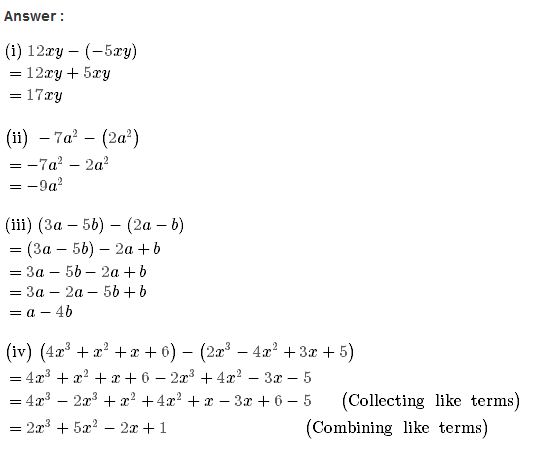 Answer :
(i) 12xy − (−5xy)
= 12xy + 5xy
= 17xy
(ii) − 7a² − (2a²)
= −7a² − 2a²
= −9a²
(iii) (3a − 5b) − (2a − b)
= (3a − 5b) − 2a + b
= 3a − 5b − 2a + b
= 3a − 2a − 5b + b
= a − 4b
(iv) (4x³ + x² + x + 6) − (2x³ − 4x² + 3x + 5)
= 4x³ + x² + x + 6 − 2x³ + 4x² − 3x − 5
= 4x³ − 2x³ + x² + 4x² + x − 3x + 6 − 5 (Collecting like terms)
= 2x³ + 5x² − 2x + 1 (Combining like terms)